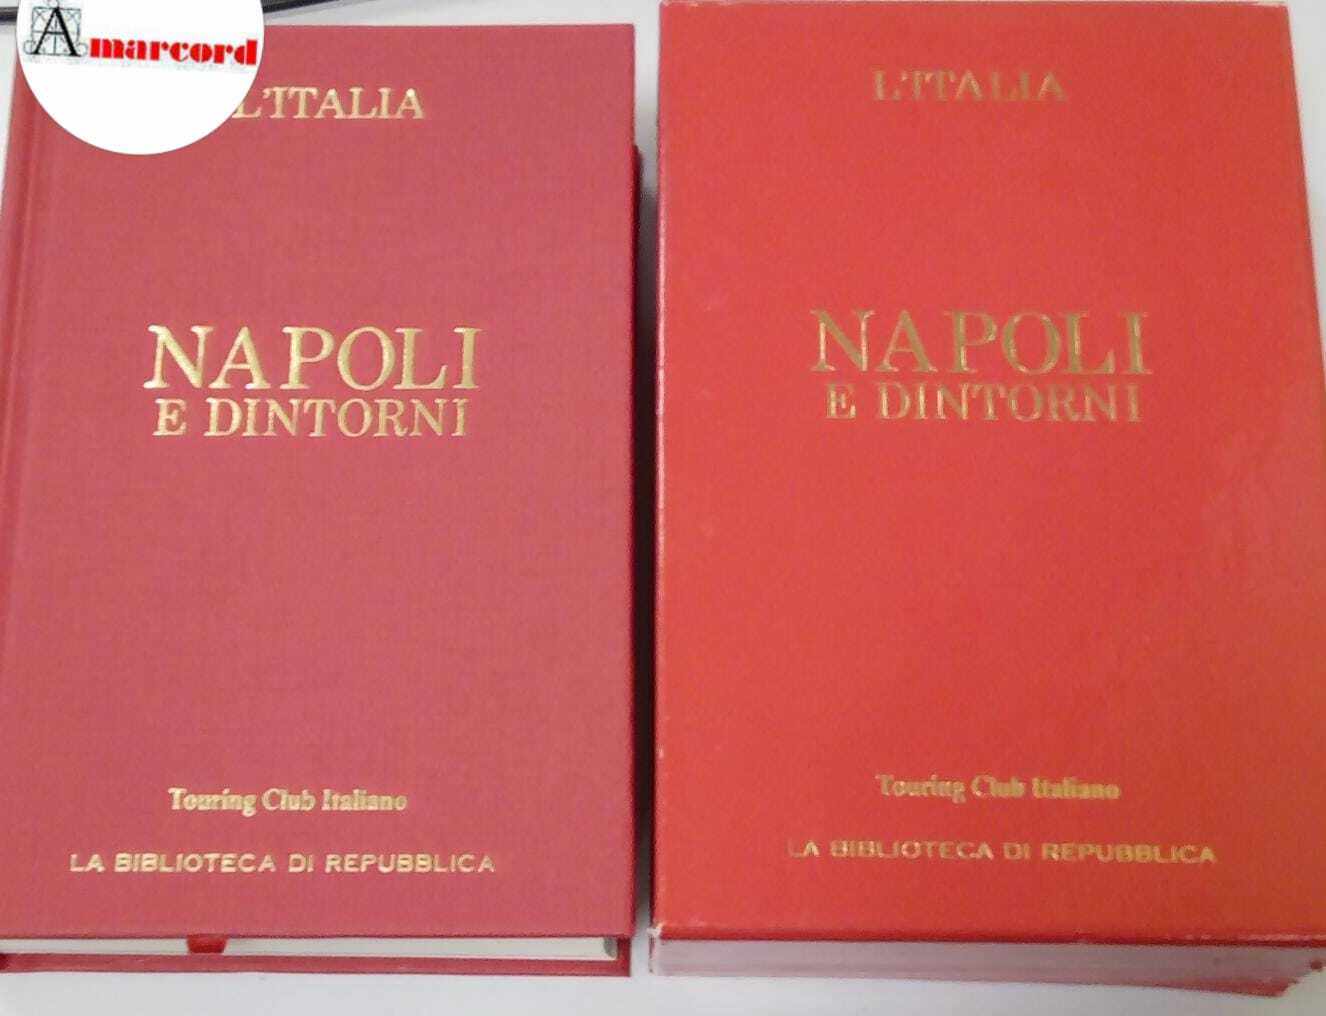 Amarcord
L'ITALIA
NAPOLI
E DINTORNI
Touring Club Italiano
LA BIBLIOTECA DI REPUBBLICA
L'ITALIA
NAPOLI
E DINTORNI
Touring Club Italiano
LA BIBLIOTECA DI REPUBBLICA